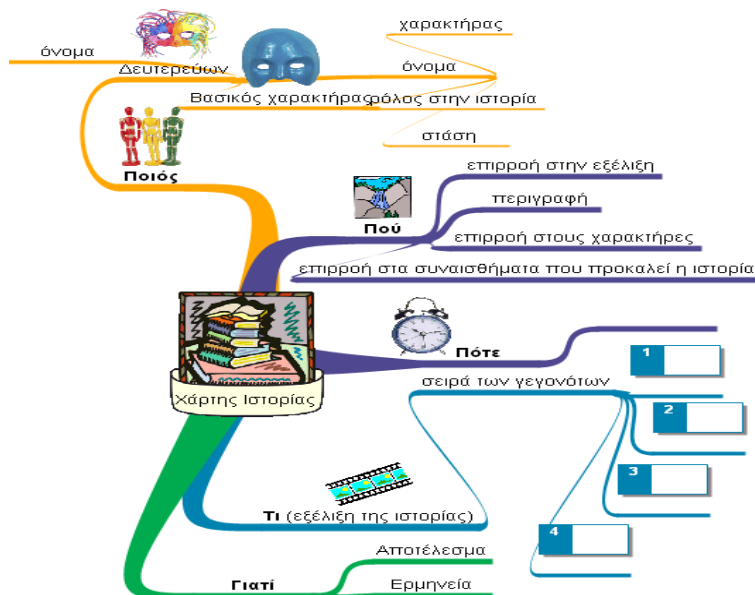 χαρακτήρας
όνομα
Δευτερεύων
όνομα
Βασικός χαρακτήρας
ρόλος στην ιστορία
στάση
Ποιός
επιρροή στην εξέλιξη
περιγραφή
Πού
επιρροή στους χαρακτήρες
επιρροή στα συναισθήματα που προκαλεί η ιστορία
Πότε
1
Χάρτης Ιστορίας
σειρά των γεγονότων
2
3
Τι (εξέλιξη της ιστορίας)
4
Αποτέλεσμα
Γιατί
Ερμηνεία